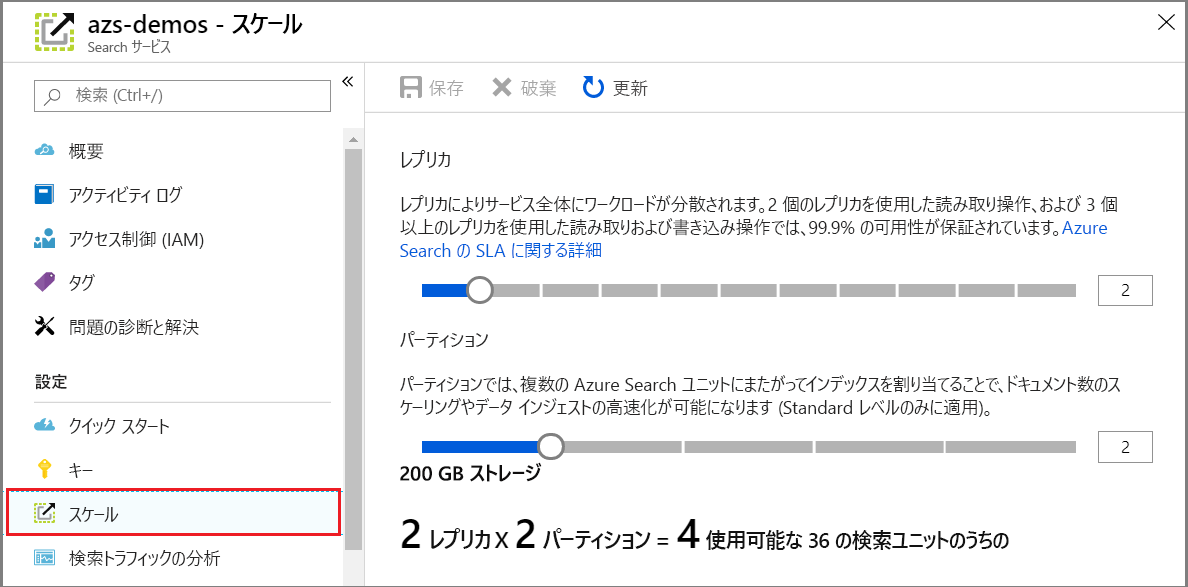 azs-demos - スケール
Search サービス
検索 (Ctrl+/)
概要
アクティビティ ログ
アクセス制御 (IAM)
タグ
問題の診断と解決
設定
クイック スタート
キー
スケール
検索トラフィックの分析
保存 破棄 更新
レプリカ
レプリカによりサービス全体にワークロードが分散されます。2 個のレプリカを使用した読み取り操作、および 3 個
以上のレプリカを使用した読み取りおよび書き込み操作では、99.9% の可用性が保証されています。Azure
Search の SLA に関する詳細
2
パーティション
パーティションでは、複数の Azure Search ユニットにまたがってインデックスを割り当てることで、ドキュメント数のス
ケーリングやデータ インジェストの高速化が可能になります (Standard レベルのみに適用)。
2
200 GB ストレージ
2 レプリカ X 2 パーティション = 4 使用可能な 36 の検索ユニットのうちの